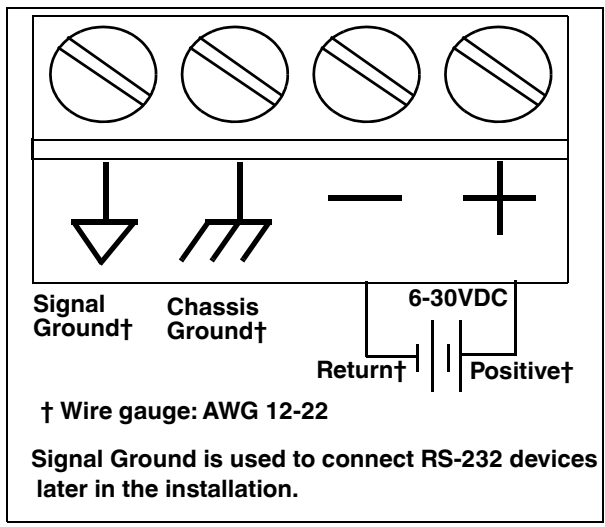 Signal Ground†
Chassis Ground†
6-30VDC
Return†
Positive†
† Wire gauge: AWG 12-22
Signal Ground is used to connect RS-232 devices
later in the installation.